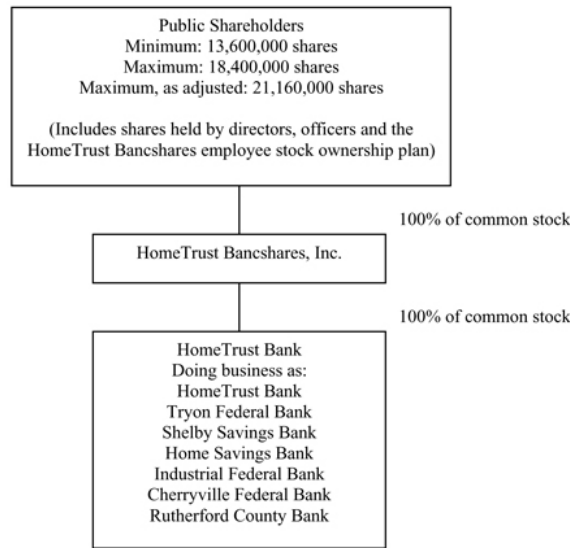 Public Shareholders
Minimum: 13,600,000 shares
Maximum: 18,400,000 shares
Maximum, as adjusted: 21,160,000 shares
(Includes shares held by directors, officers and the
HomeTrust Bancshares employee stock ownership plan)
100% of common stock
HomeTrust Bancshares, Inc.
100% of common stock
HomeTrust Bank
Doing business as:
HomeTrust Bank
Tryon Federal Bank
Shelby Savings Bank
Home Savings Bank
Industrial Federal Bank
Cherryville Federal Bank
Rutherford County Bank